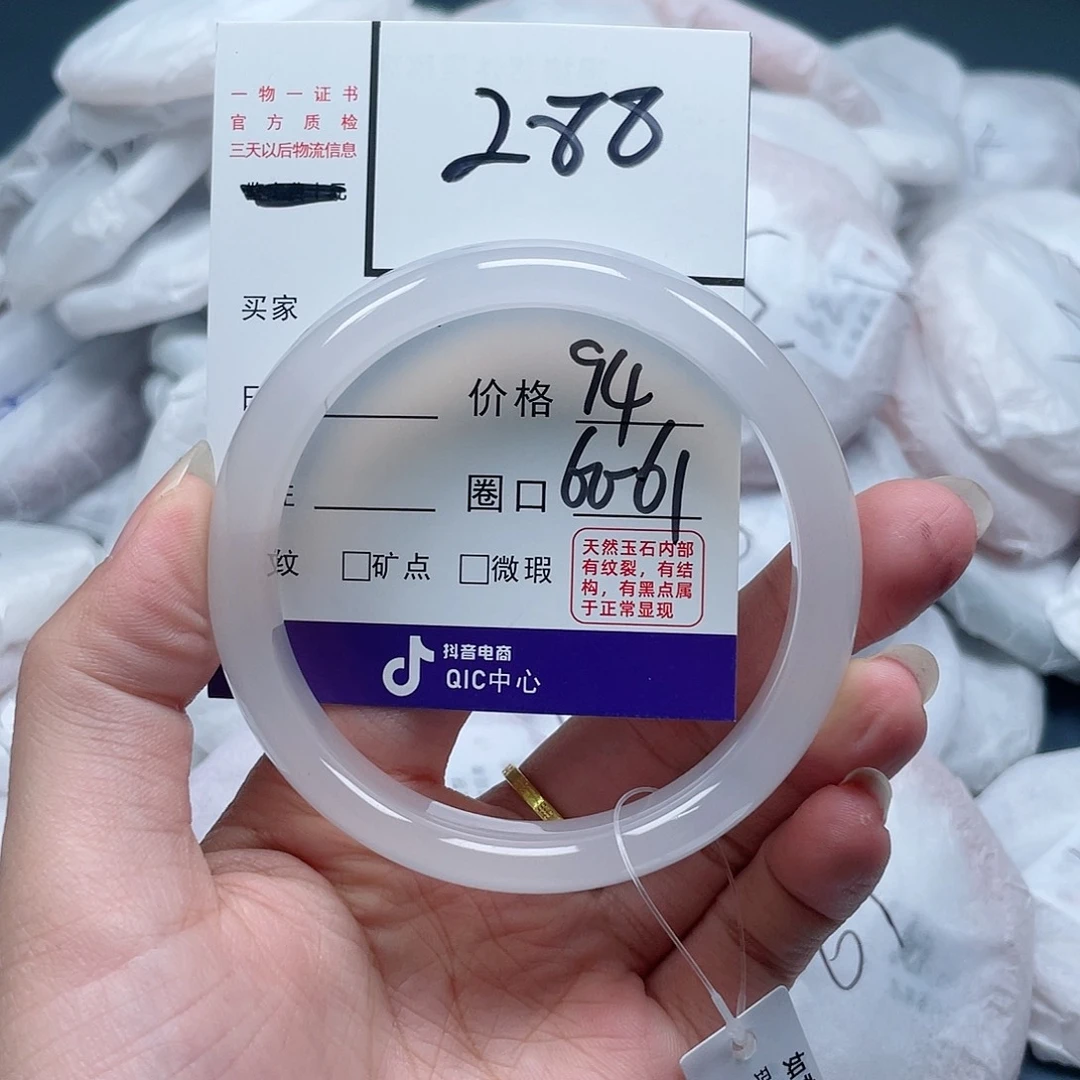 一物一证书
官方质检
三天以后物流信息
288
买家
价格 94
圈口 60-61
纹 □矿点 □微瑕
天然玉石内部
有纹裂，有结
构，有黑点属
于正常显现
抖音电商
QIC中心